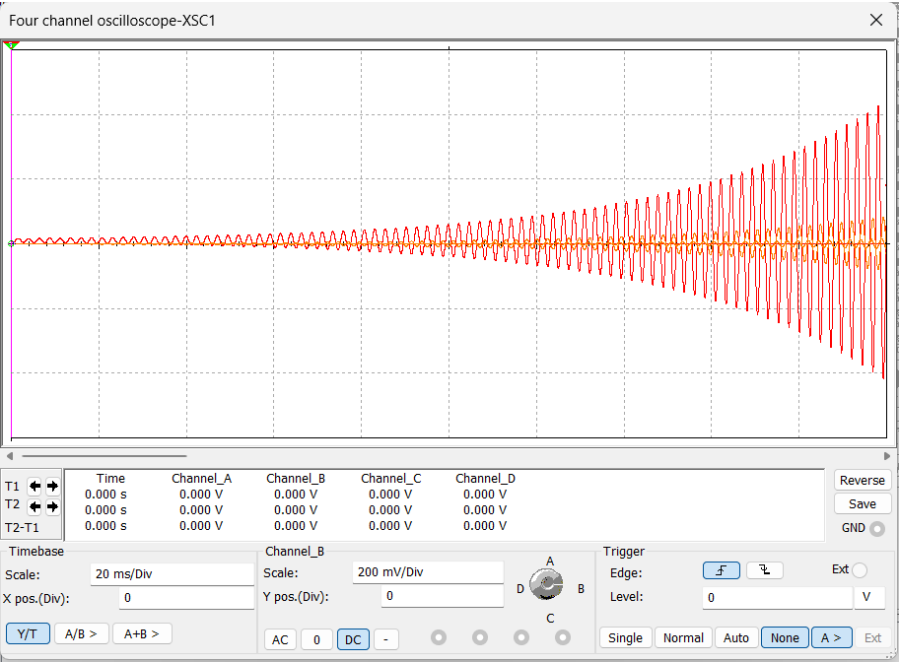 Four channel oscilloscope-XSC1
Time Channel_A Channel_B Channel_C Channel_D
T1 0.000 s 0.000 V 0.000 V 0.000 V 0.000 V
T2 0.000 s 0.000 V 0.000 V 0.000 V 0.000 V
T2-T1 0.000 s 0.000 V 0.000 V 0.000 V 0.000 V
Reverse
Save
GND
Timebase
Scale: 20 ms/Div
X pos.(Div): 0
Y/T A/B > A+B >
Channel_B
Scale: 200 mV/Div
Y pos.(Div): 0
AC 0 DC -
A
D B
C
Trigger
Edge: Ext
Level: 0 V
Single Normal Auto None A > Ext